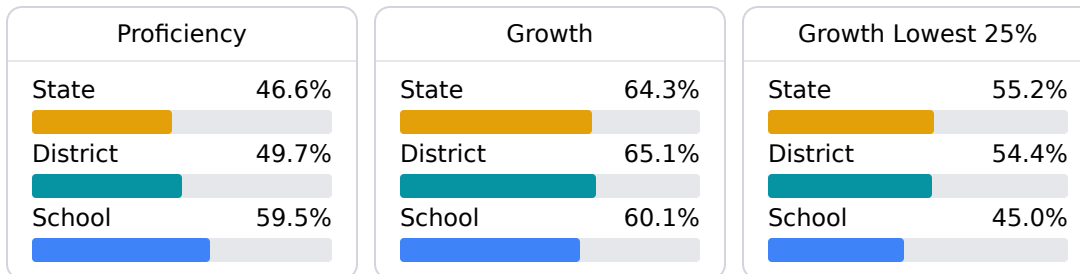 Proficiency
State 46.6%
District 49.7%
School 59.5%
Growth
State 64.3%
District 65.1%
School 60.1%
Growth Lowest 25%
State 55.2%
District 54.4%
School 45.0%